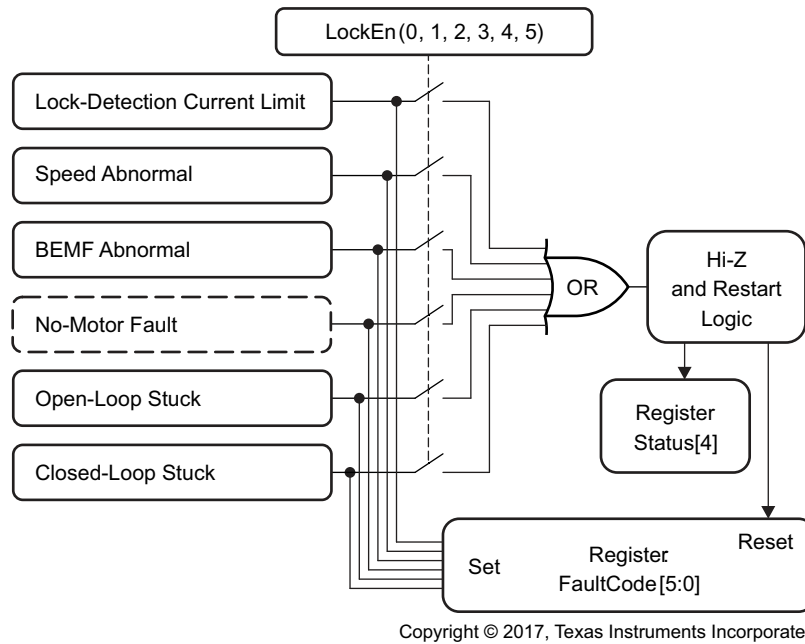 LockEn(0, 1, 2, 3, 4, 5)
Lock-Detection Current Limit
Speed Abnormal
BEMF Abnormal
No-Motor Fault
Open-Loop Stuck
Closed-Loop Stuck
OR
Hi-Z
and Restart
Logic
Register
Status[4]
Reset
Set
Register
FaultCode[5:0]
Copyright © 2017, Texas Instruments Incorporate